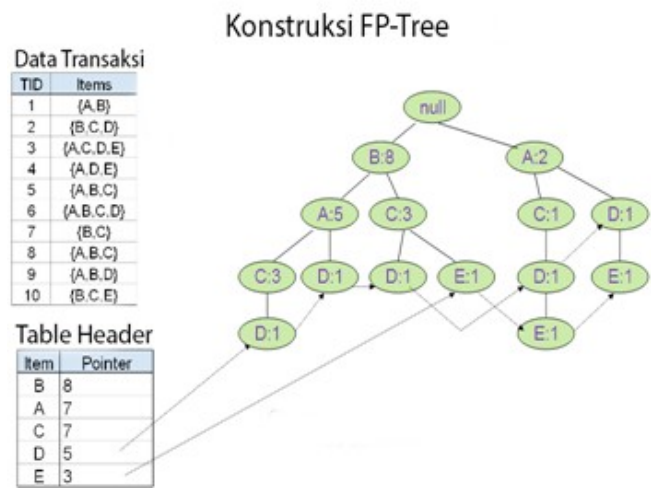 Konstruksi FP-Tree
Data Transaksi
TID Items
1 {A,B}
2 {B,C,D}
3 {A,C,D,E}
4 {A,D,E}
5 {A,B,C}
6 {A,B,C,D}
7 {B,C}
8 {A,B,C}
9 {A,B,D}
10 {B,C,E}
null
B:8 A:2
A:5 C:3 C:1 D:1
C:3 D:1 D:1 E:1 D:1 E:1
D:1 E:1
Table Header
Item Pointer
B 8
A 7
C 7
D 5
E 3